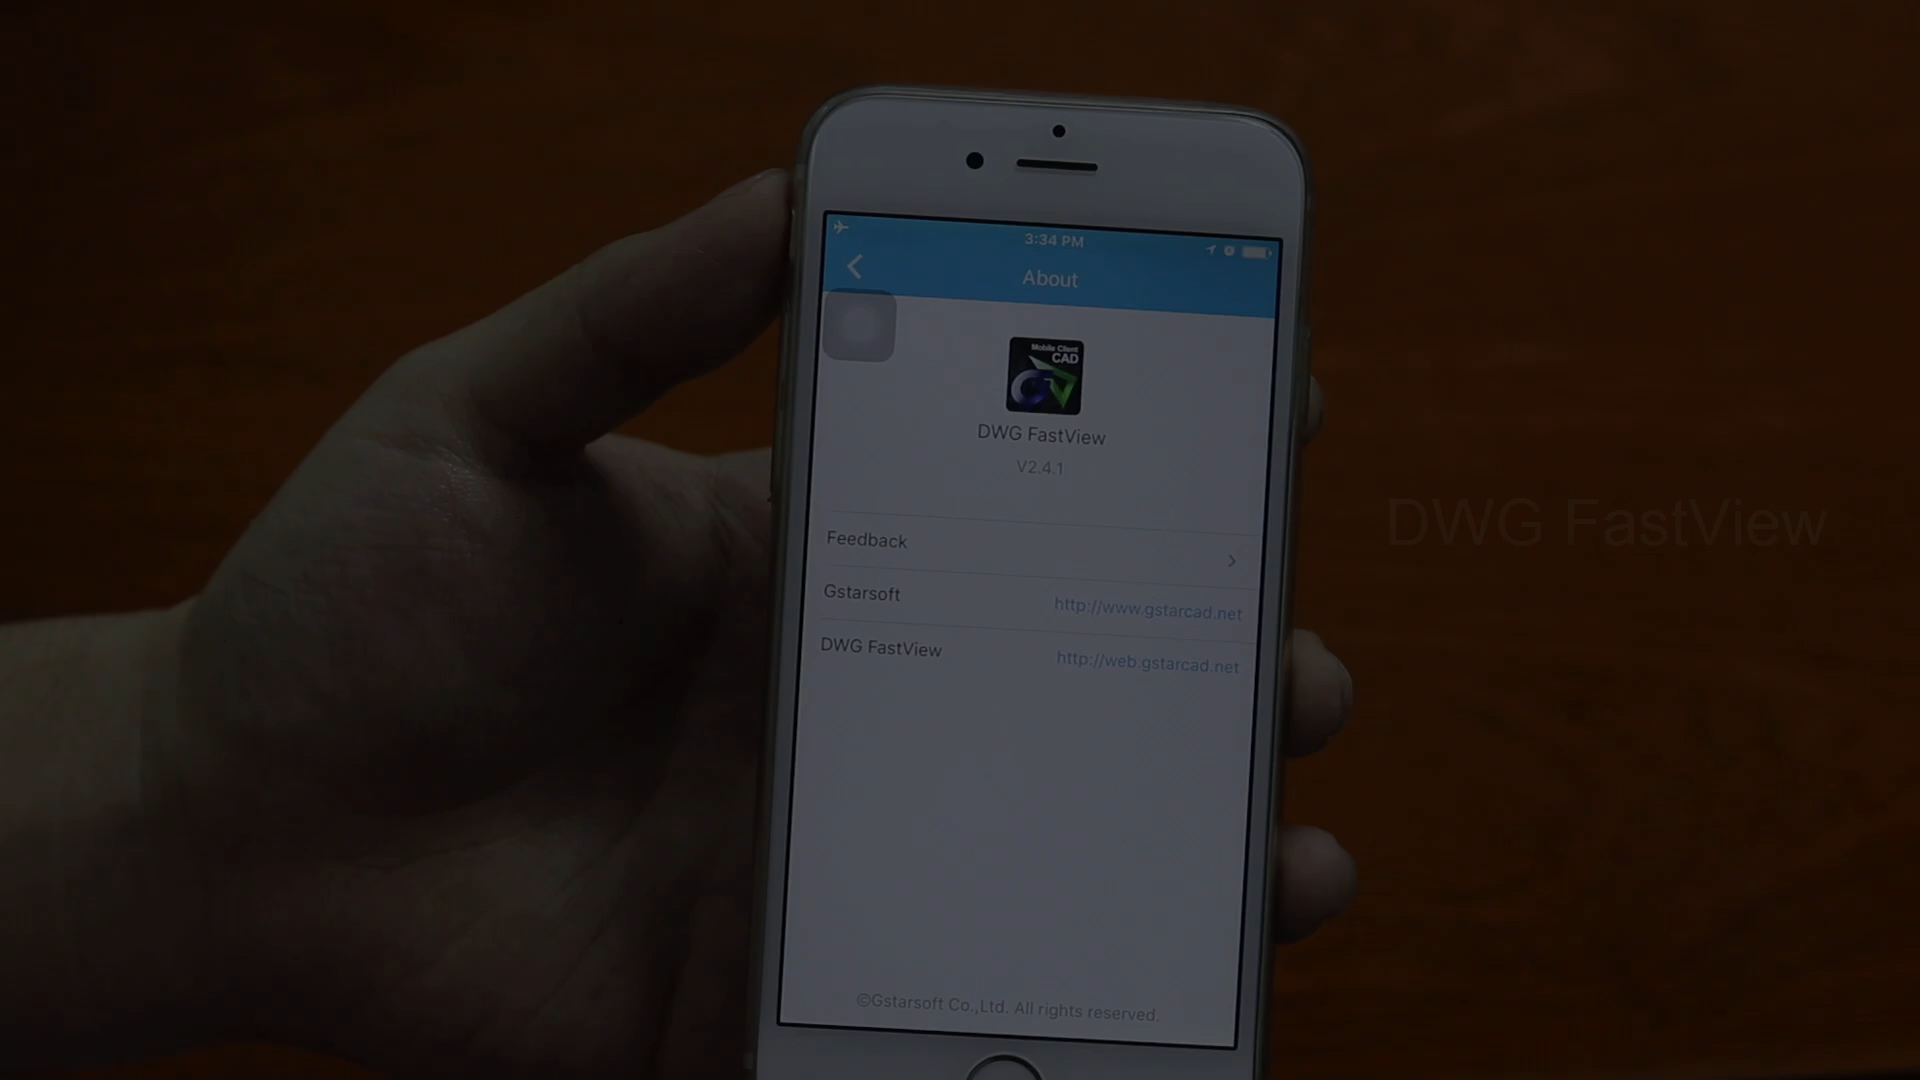 3:34 PM
About
Mobile Client
CAD
DWG FastView
V2.4.1
Feedback
Gstarsoft http://www.gstarcad.net
DWG FastView http://web.gstarcad.net
©Gstarsoft Co.,Ltd. All rights reserved.
DWG FastView